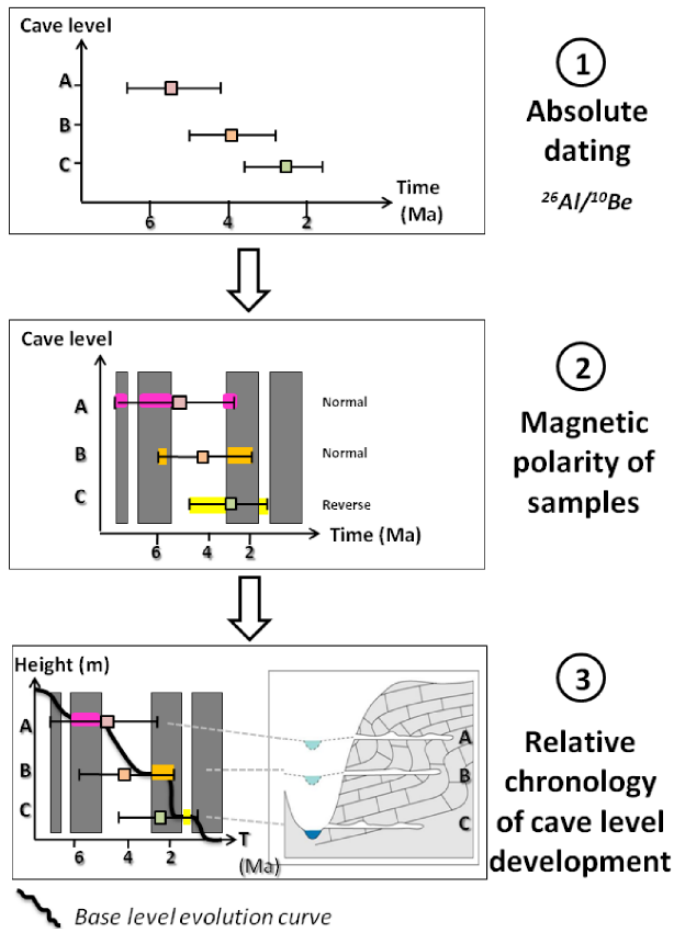 Cave level
A
B
C
Time
(Ma)
6 4 2
1
Absolute
dating
²⁶Al/¹⁰Be
Cave level
A
B
C
Normal
Normal
Reverse
6 4 2
Time (Ma)
2
Magnetic
polarity of
samples
Height (m)
A
B
C
T
(Ma)
6 4 2
A
B
C
3
Relative
chronology
of cave level
development
Base level evolution curve